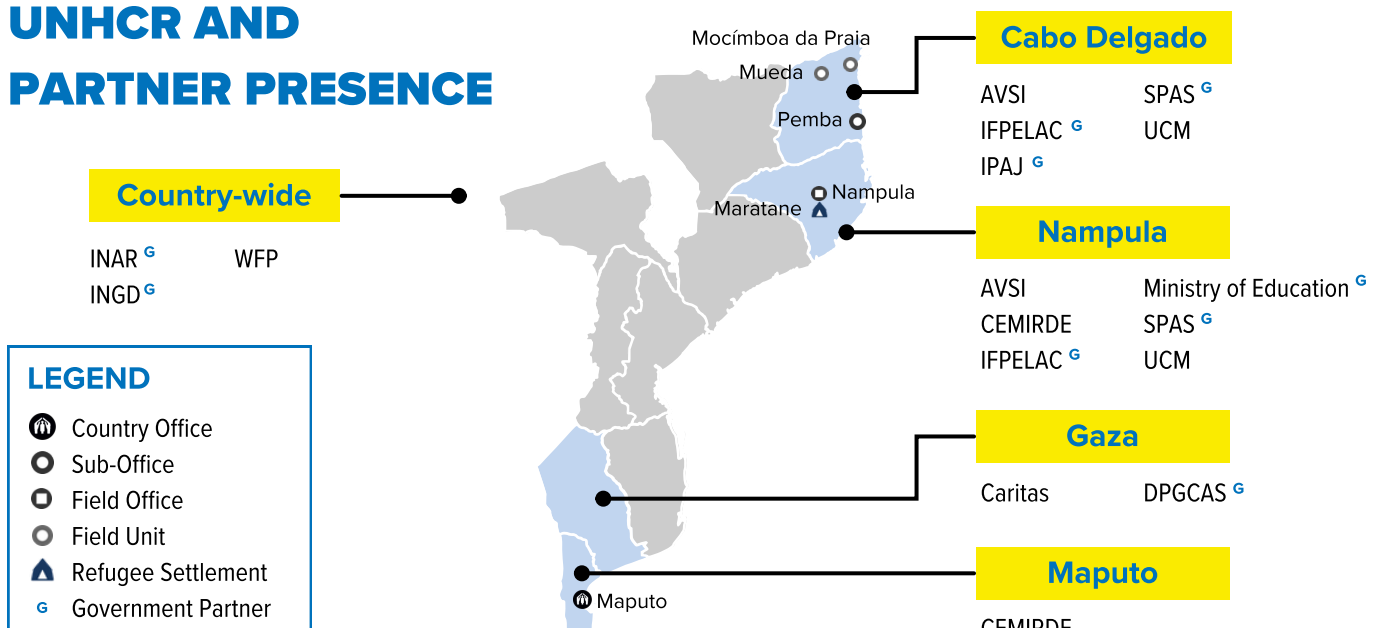 UNHCR AND
PARTNER PRESENCE
Country-wide
INAR G WFP
INGD G
LEGEND
Country Office
Sub-Office
Field Office
Field Unit
Refugee Settlement
G Government Partner
Mocímboa da Praia
Mueda
Pemba
Nampula
Maratane
Maputo
Cabo Delgado
AVSI SPAS G
IFPELAC G UCM
IPAJ G
Nampula
AVSI Ministry of Education G
CEMIRDE SPAS G
IFPELAC G UCM
Gaza
Caritas DPGCAS G
Maputo
CEMIRDE